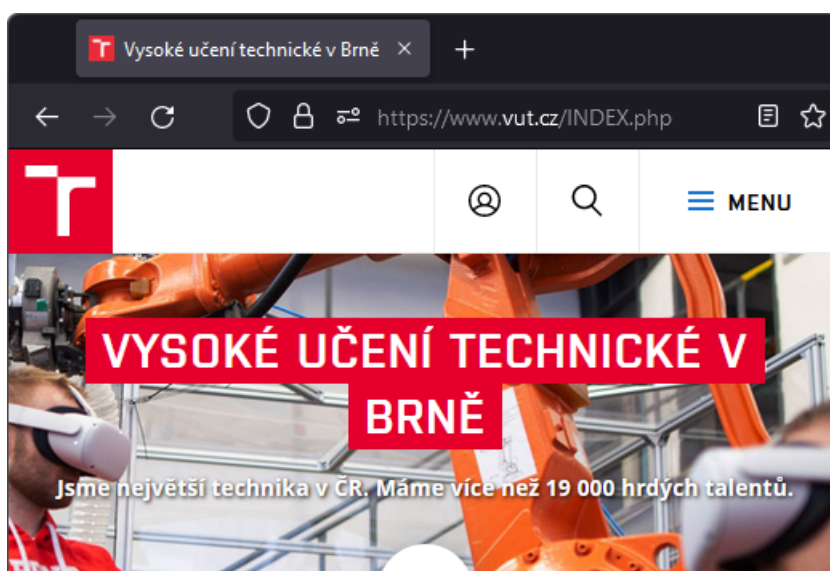 Vysoké učení technické v Brně
https://www.vut.cz/INDEX.php
MENU
VYSOKÉ UČENÍ TECHNICKÉ V
BRNĚ
Jsme největší technika v ČR. Máme více než 19 000 hrdých talentů.